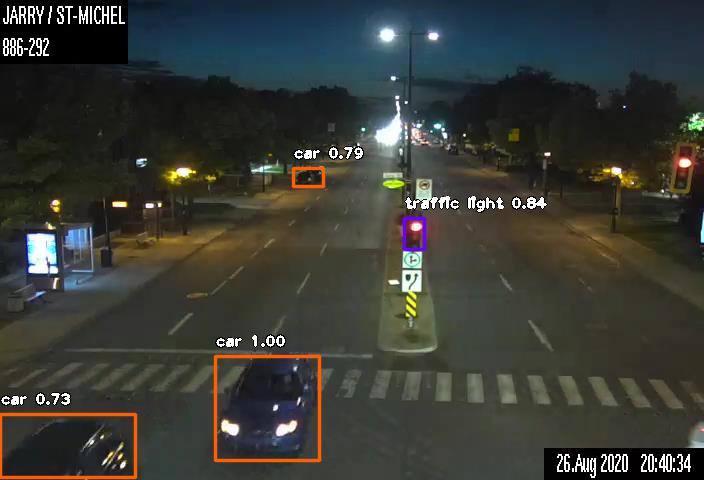 JARRY / ST-MICHEL
886-292
car 0.79
traffic light 0.84
car 1.00
car 0.73
26.Aug 2020 20:40:34